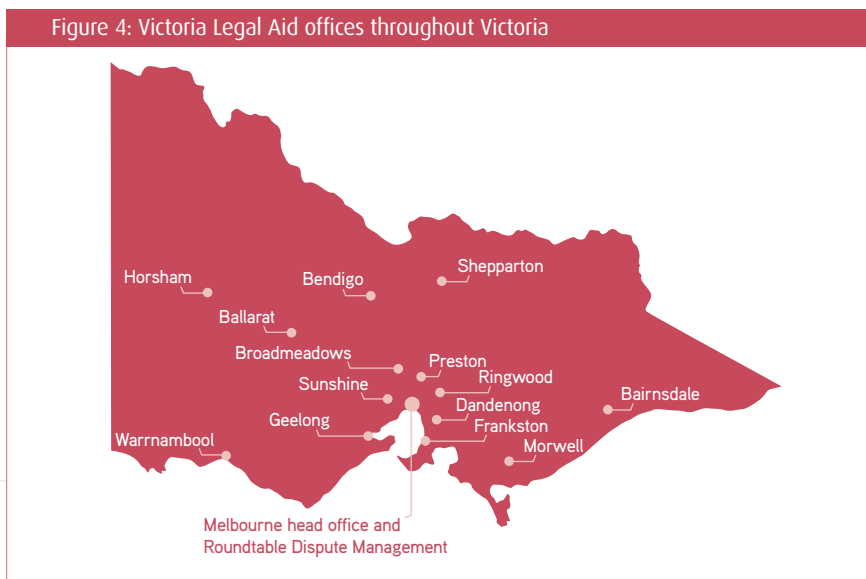 Figure 4: Victoria Legal Aid offices throughout Victoria
Shepparton
Horsham
Bendigo
Ballarat
Broadmeadows
Preston
Ringwood
Sunshine
Bairnsdale
Dandenong
Geelong
Frankston
Warrnambool
Morwell
Melbourne head office and
Roundtable Dispute Management